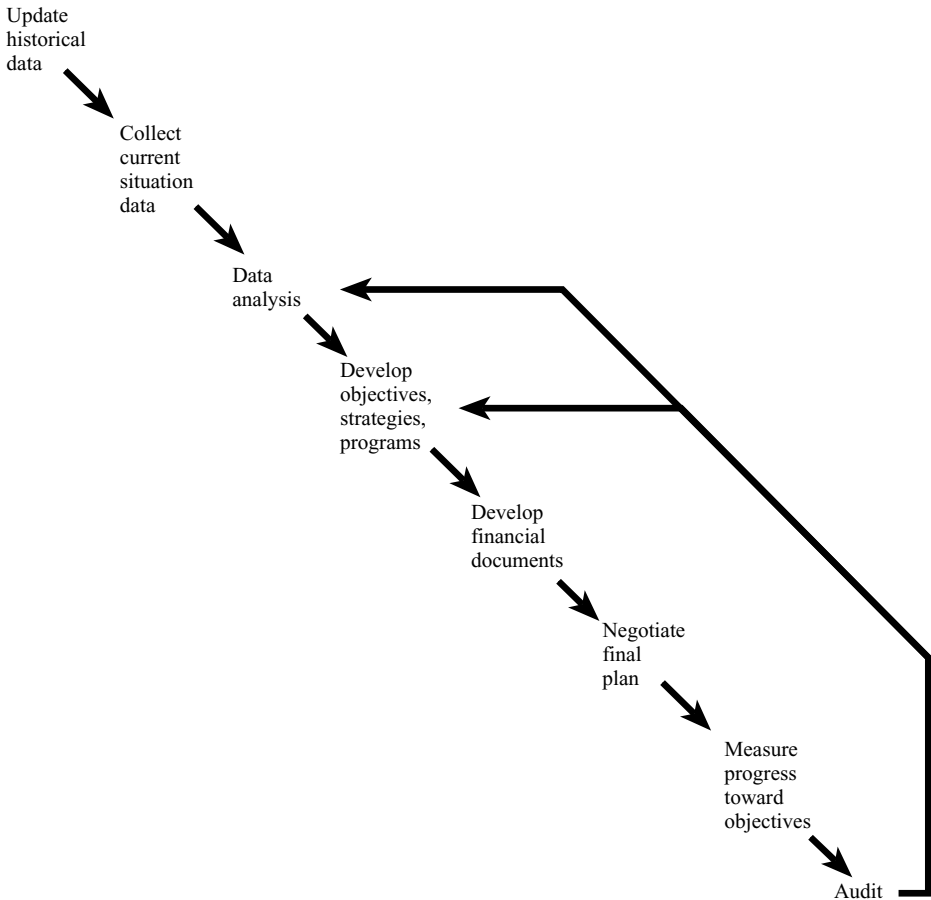 Update
historical
data
Collect
current
situation
data
Data
analysis
Develop
objectives,
strategies,
programs
Develop
financial
documents
Negotiate
final
plan
Measure
progress
toward
objectives
Audit